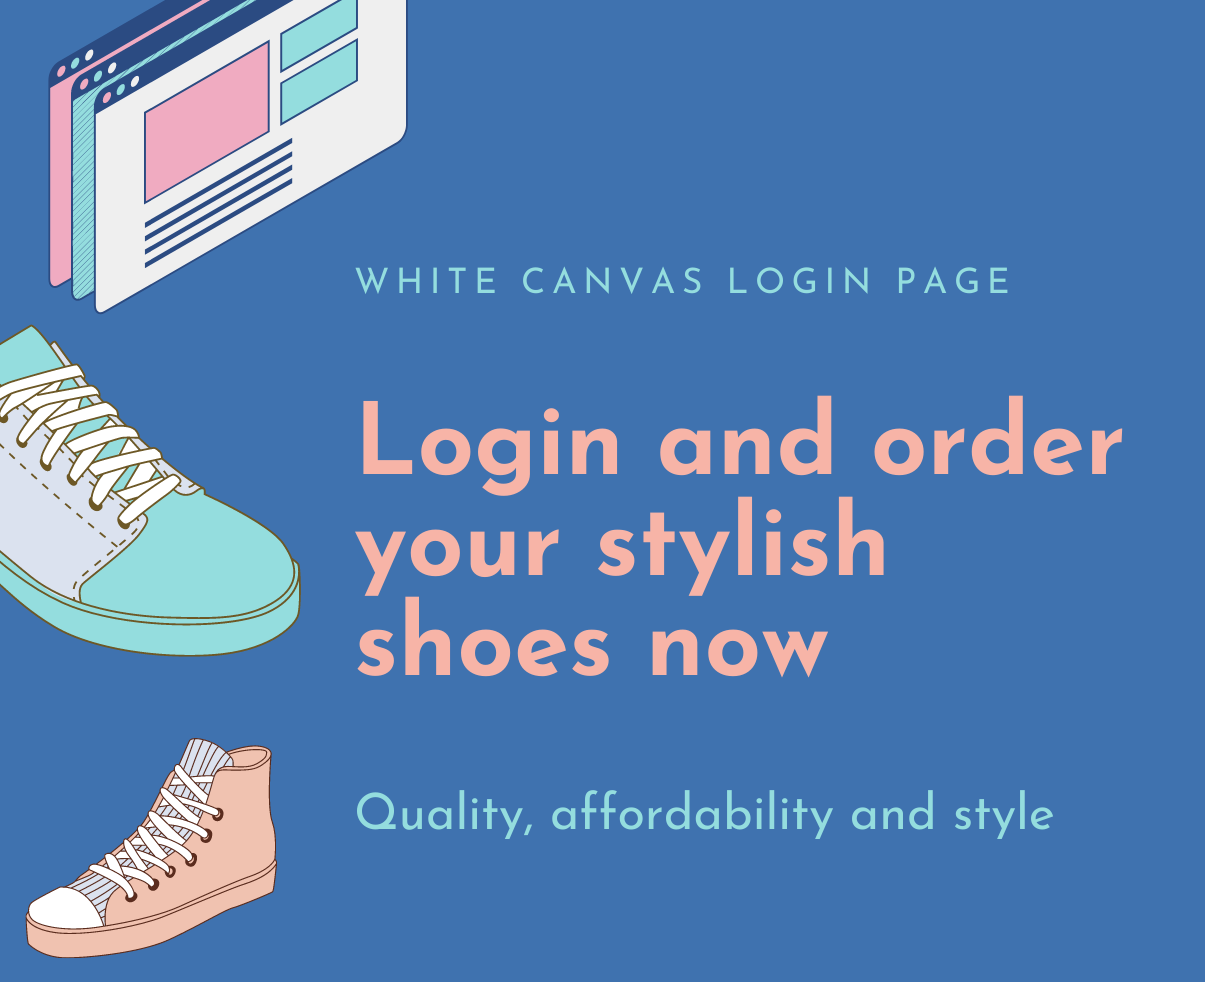 WHITE CANVAS LOGIN PAGE
Login and order
your stylish
shoes now
Quality, affordability and style